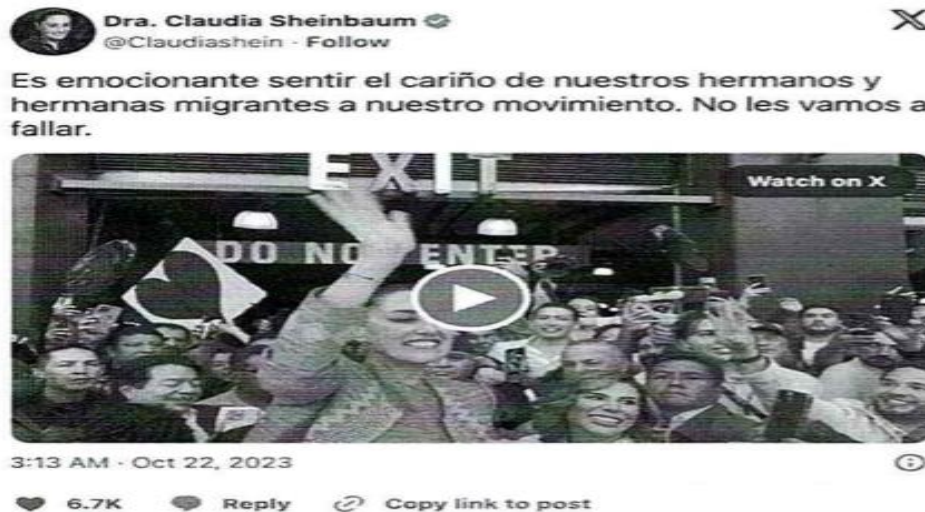 Dra. Claudia Sheinbaum
@Claudiashein · Follow
Es emocionante sentir el cariño de nuestros hermanos y
hermanas migrantes a nuestro movimiento. No les vamos a
fallar.
EXIT
Watch on X
DO NOT ENTER
3:13 AM · Oct 22, 2023
6.7K Reply Copy link to post